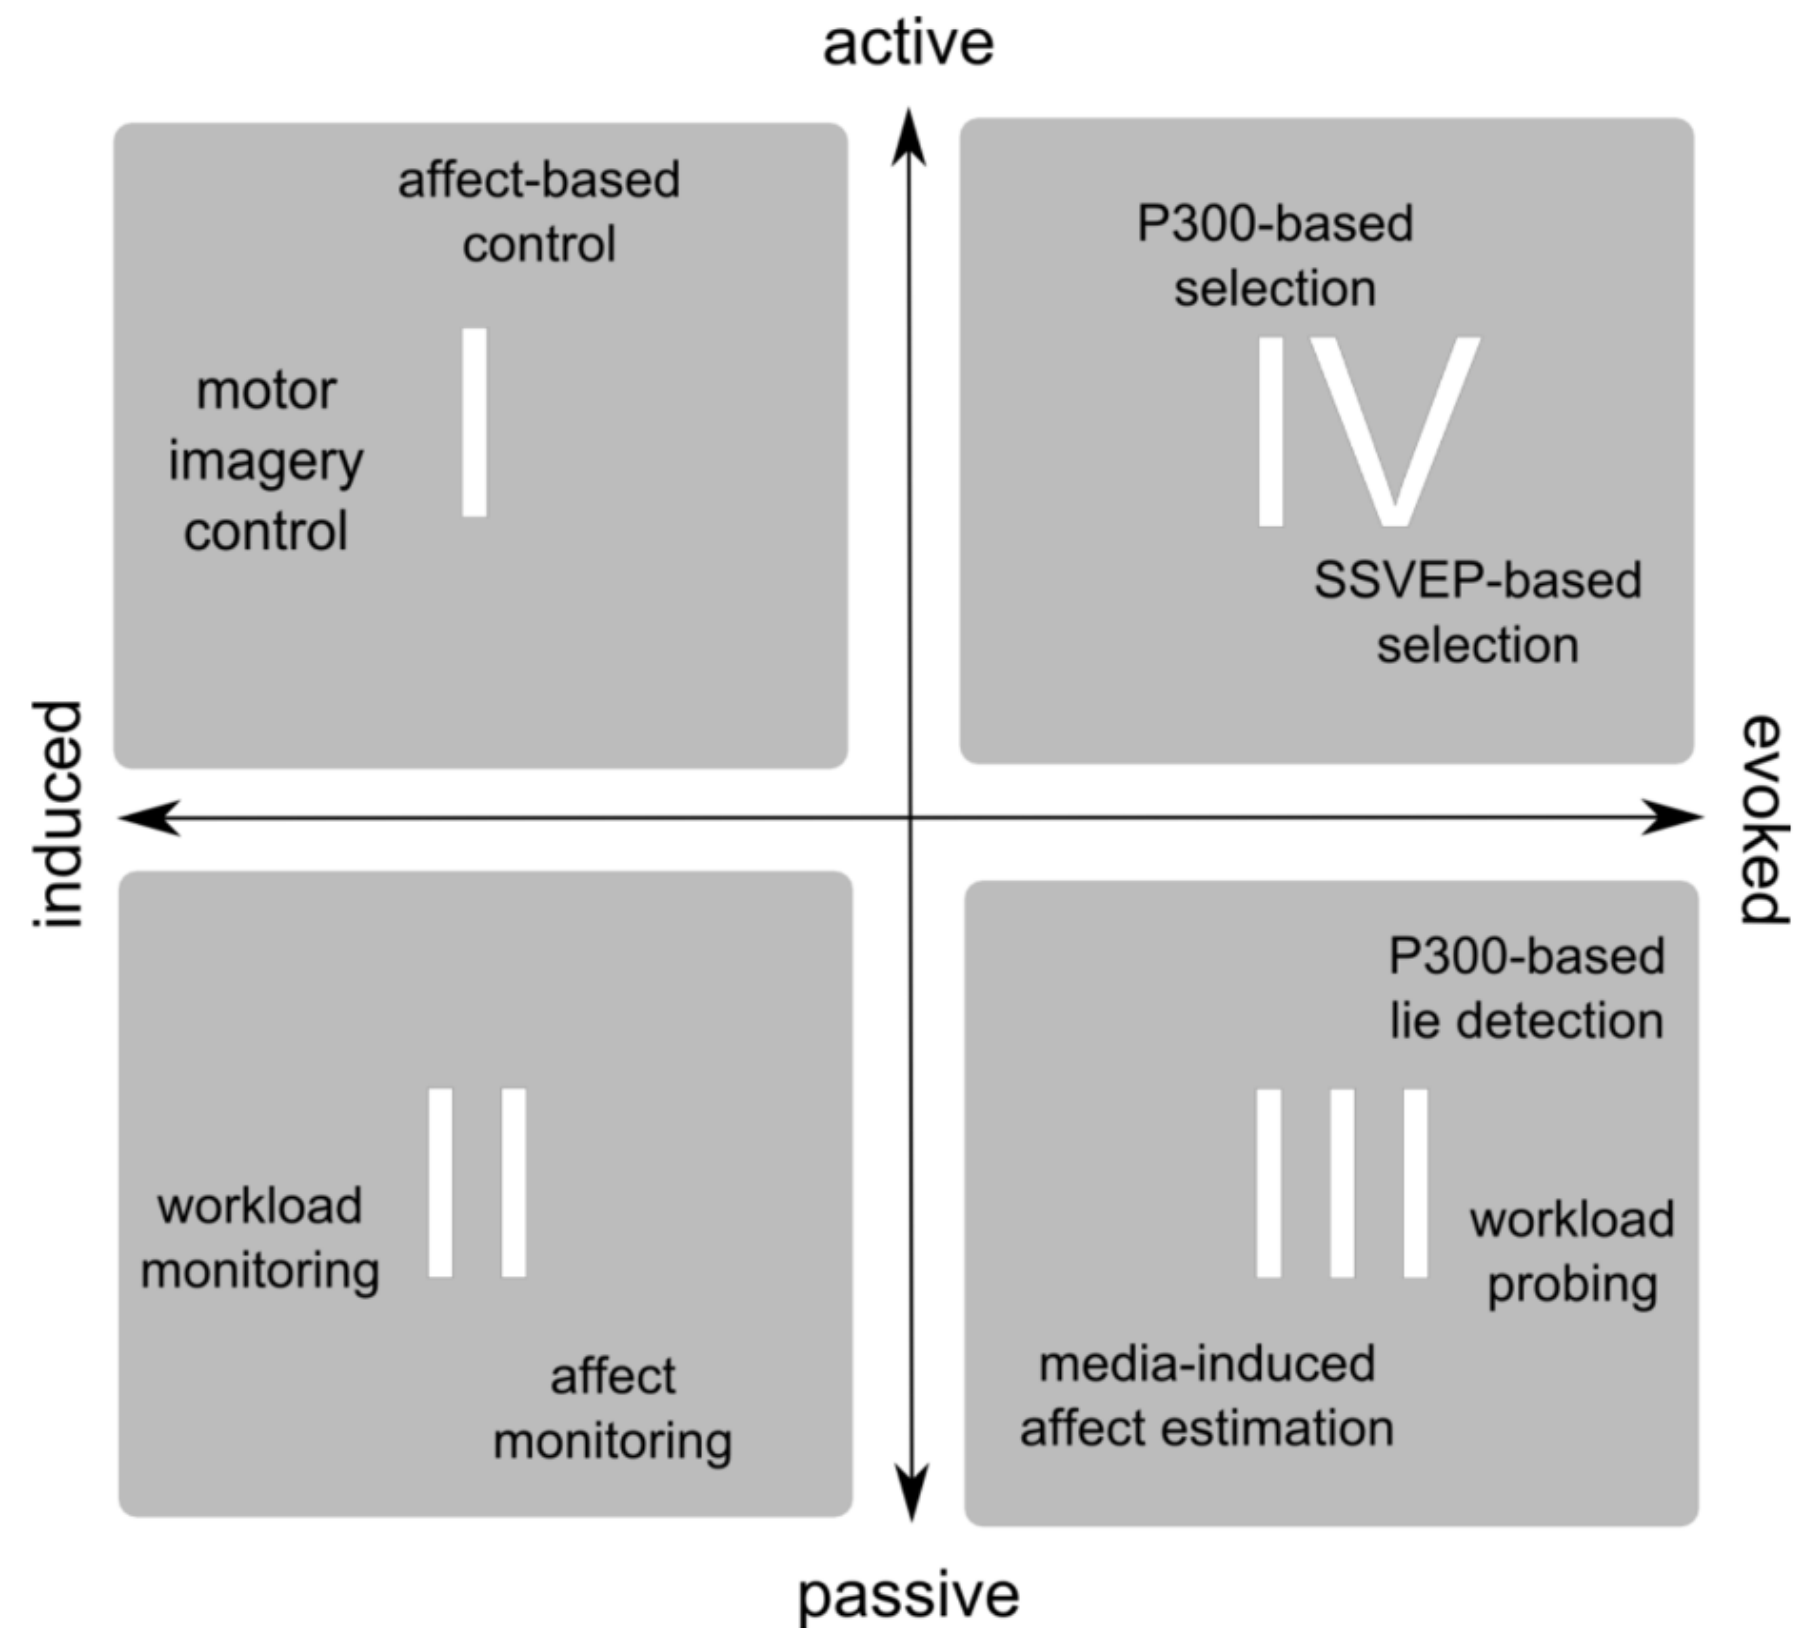 active
affect-based
control
motor
imagery
control
I
P300-based
selection
IV
SSVEP-based
selection
induced
evoked
II
workload
monitoring
affect
monitoring
P300-based
lie detection
III
workload
probing
media-induced
affect estimation
passive